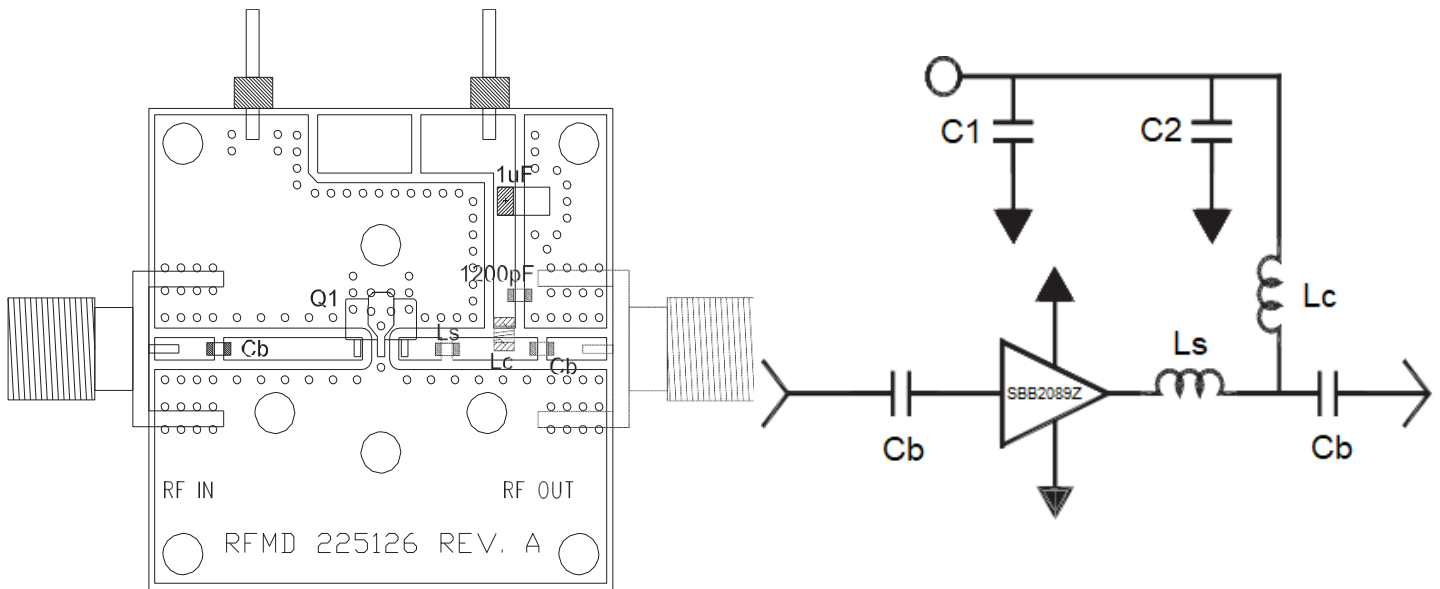 1uF
1200pF
Q1
Ls
Cb
Lc
Cb
RF IN
RF OUT
RFMD 225126 REV. A
C1
C2
Lc
Ls
SBB2089Z
Cb
Cb